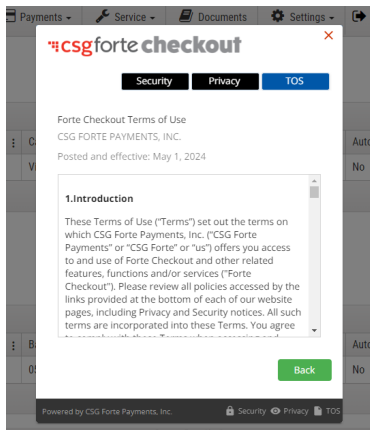 Payments Service Documents Settings
csgforte checkout
Security Privacy TOS
Forte Checkout Terms of Use
CSG FORTE PAYMENTS, INC.
Posted and effective: May 1, 2024
Auto
No
1.Introduction
These Terms of Use (“Terms”) set out the terms on
which CSG Forte Payments, Inc. (“CSG Forte
Payments” or “CSG Forte” or “us”) offers you access
to and use of Forte Checkout and other related
features, functions and/or services (“Forte
Checkout”). Please review all policies accessed by the
links provided at the bottom of each of our website
pages, including Privacy and Security notices. All such
terms are incorporated into these Terms. You agree
Auto
No
Back
Powered by CSG Forte Payments, Inc. Security Privacy TOS